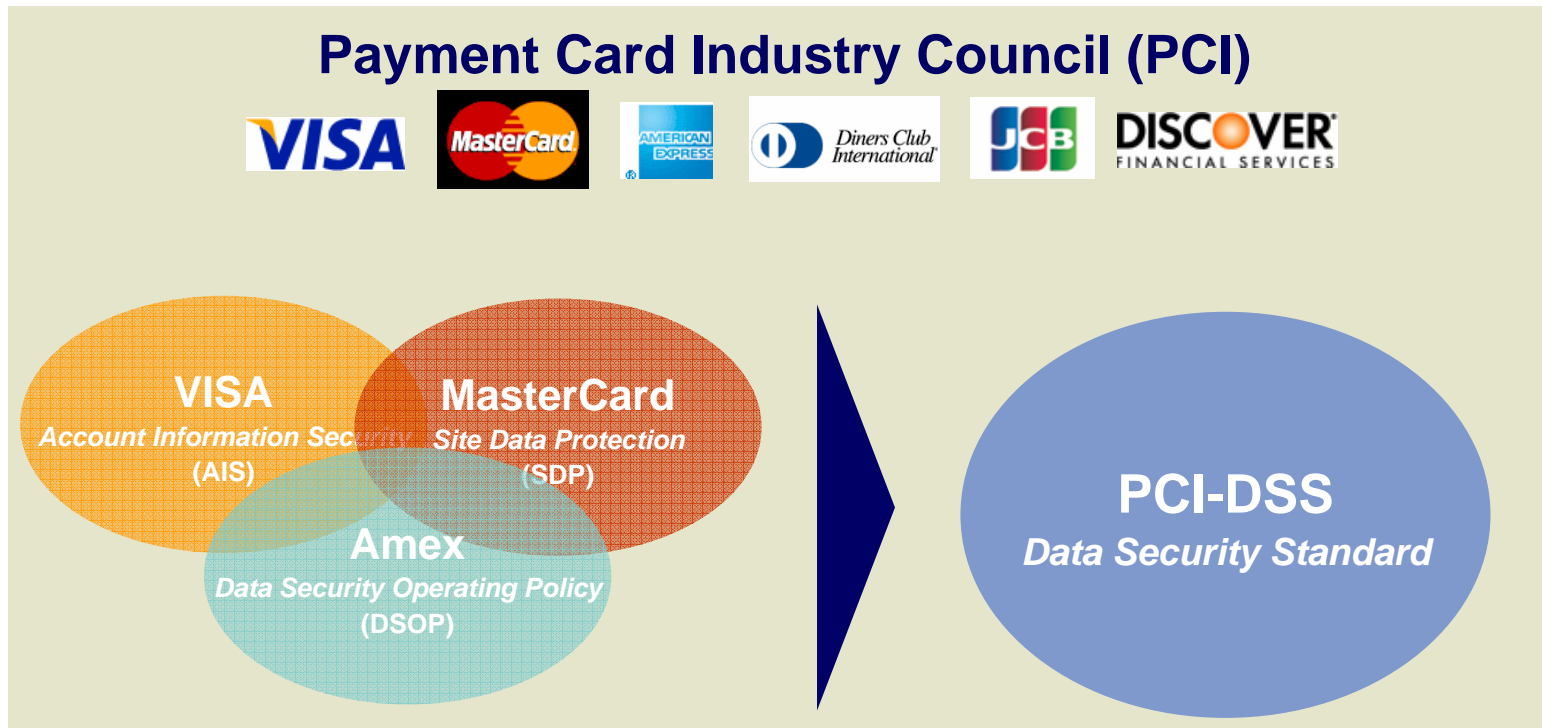 Payment Card Industry Council (PCI)
VISA
MasterCard
AMERICAN
EXPRESS
®
Diners Club
International®
JCB
DISCOVER®
FINANCIAL SERVICES
VISA
Account Information Security
(AIS)
MasterCard
Site Data Protection
(SDP)
Amex
Data Security Operating Policy
(DSOP)
PCI-DSS
Data Security Standard